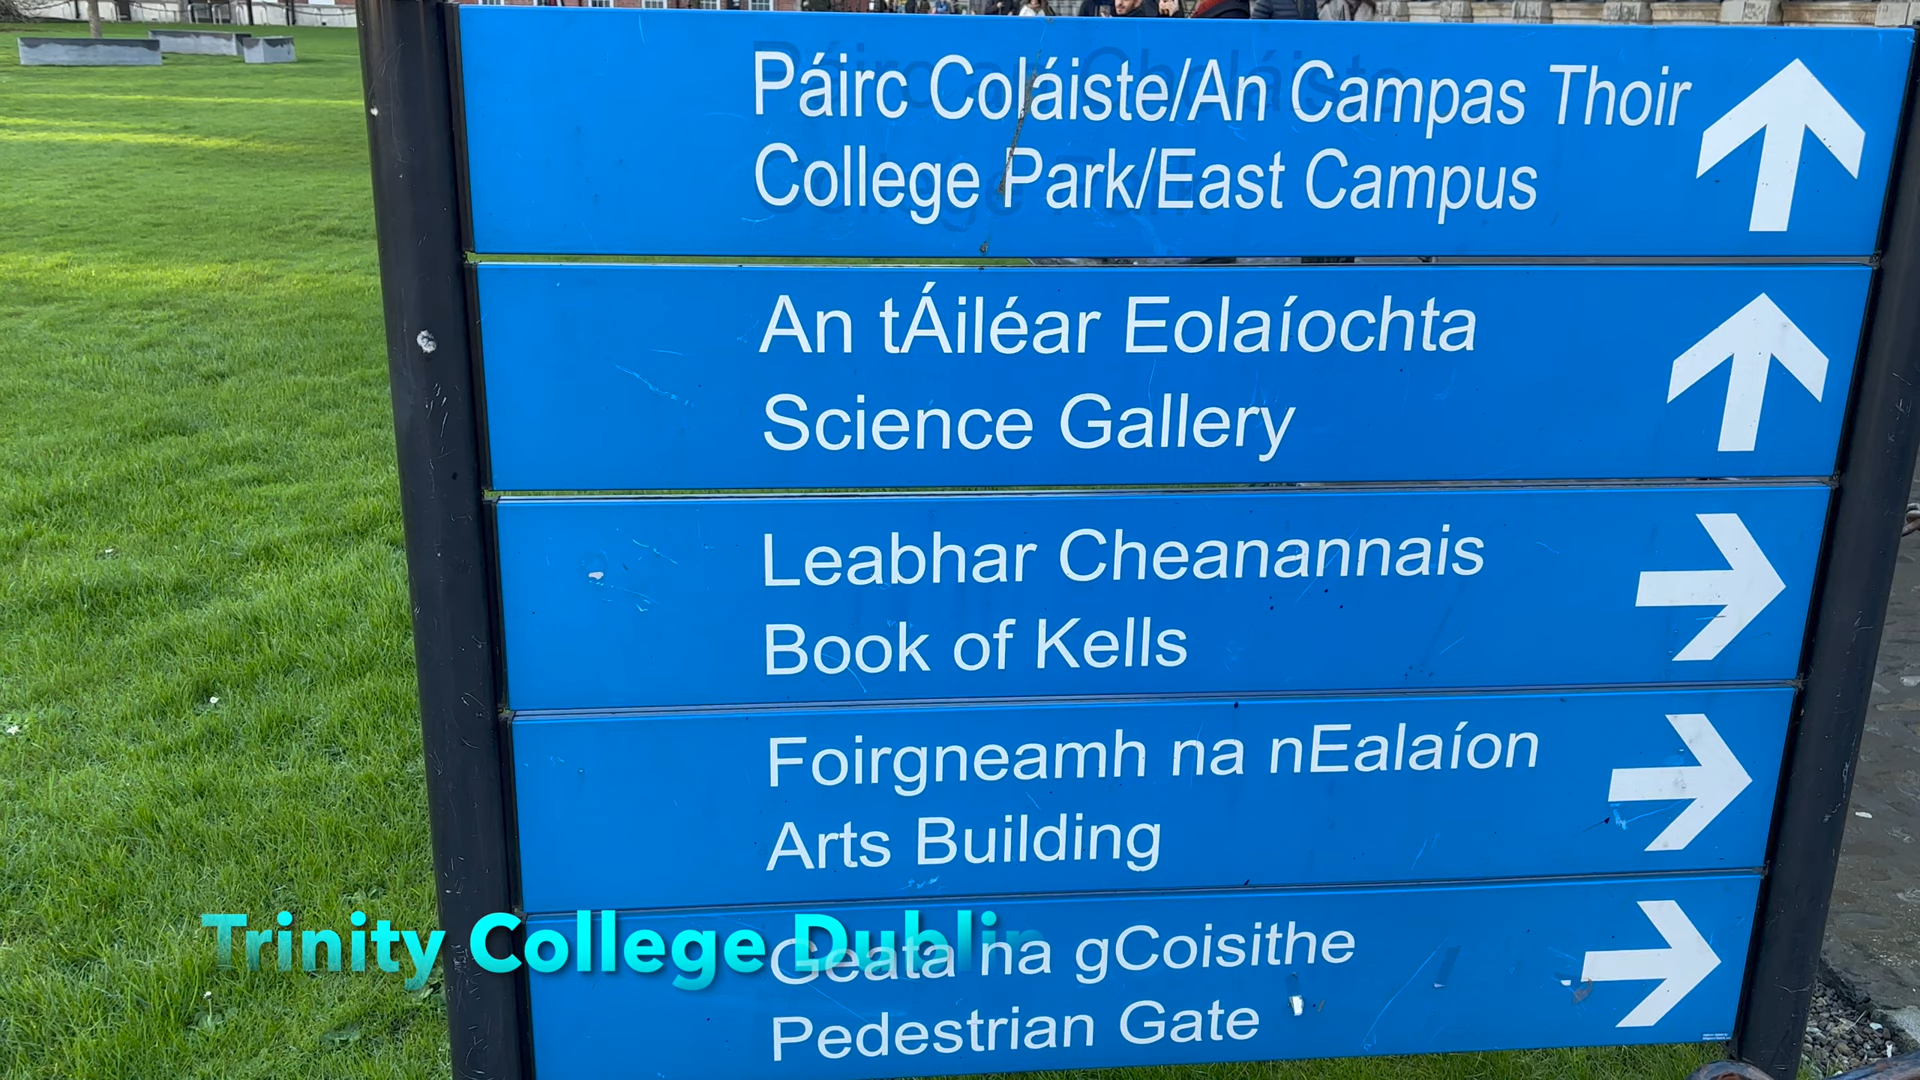 Páirc Coláiste/An Campas Thoir
College Park/East Campus
An tÁiléar Eolaíochta
Science Gallery
Leabhar Cheanannais
Book of Kells
Foirgneamh na nEalaíon
Arts Building
Geata na gCoisithe
Pedestrian Gate
Trinity College Dublin